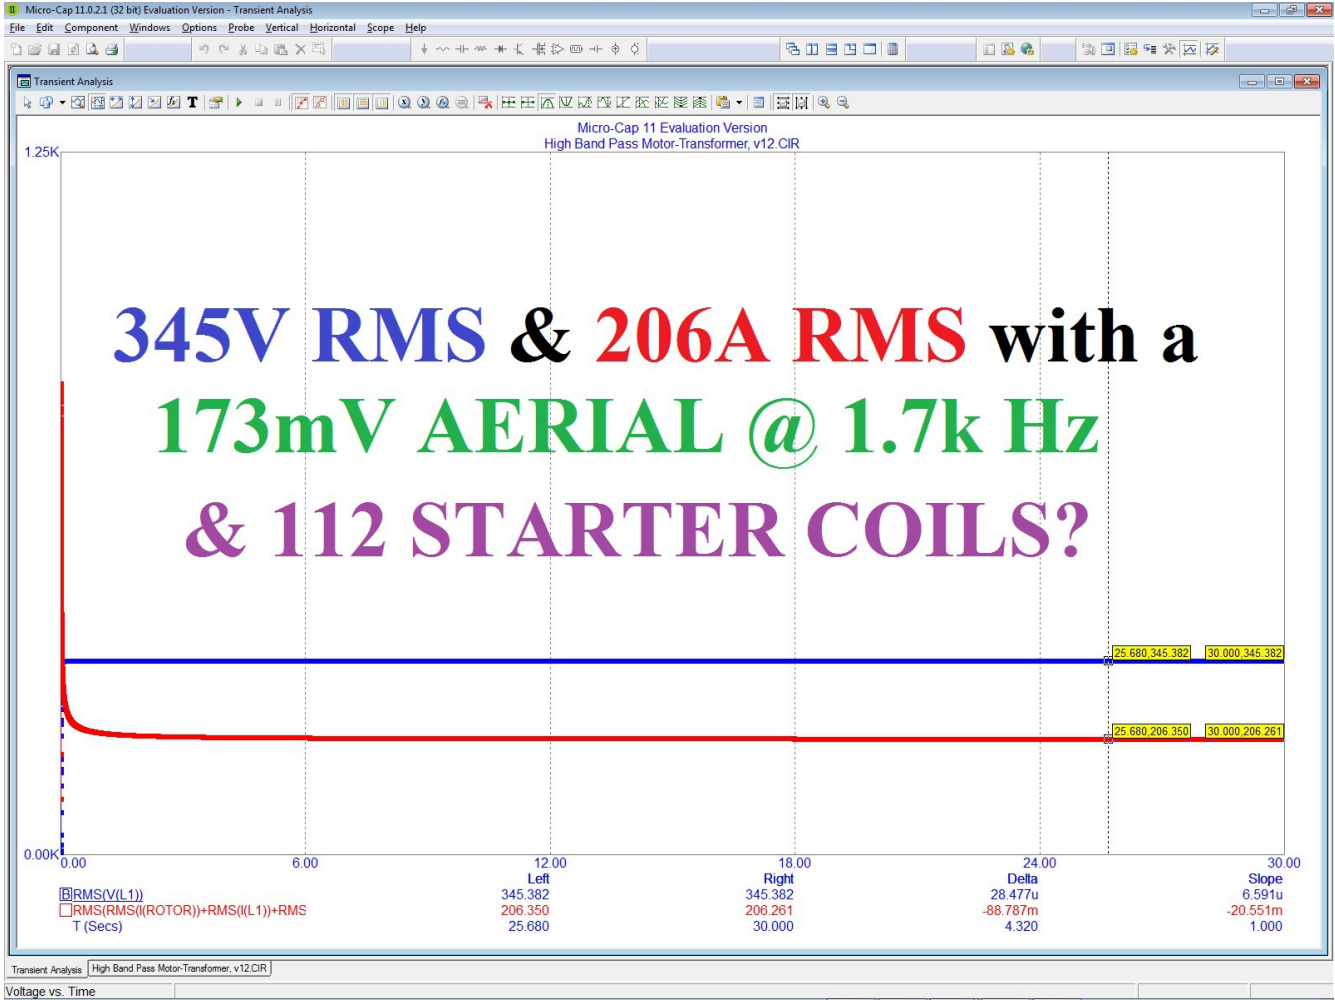 Micro-Cap 11.0.2.1 (32 bit) Evaluation Version - Transient Analysis
File Edit Component Windows Options Probe Vertical Horizontal Scope Help
Transient Analysis
T
Micro-Cap 11 Evaluation Version
High Band Pass Motor-Transformer, v12.CIR
1.25K
345V RMS & 206A RMS with a
173mV AERIAL @ 1.7k Hz
& 112 STARTER COILS?
25.680,345.382 30.000,345.382
25.680,206.350 30.000,206.261
0.00K
0.00 6.00 12.00 18.00 24.00 30.00
Left Right Delta Slope
B RMS(V(L1)) 345.382 345.382 28.477u 6.591u
RMS(RMS(I(ROTOR))+RMS(I(L1))+RMS 206.350 206.261 -88.787m -20.551m
T (Secs) 25.680 30.000 4.320 1.000
Transient Analysis High Band Pass Motor-Transformer, v12.CIR
Voltage vs. Time